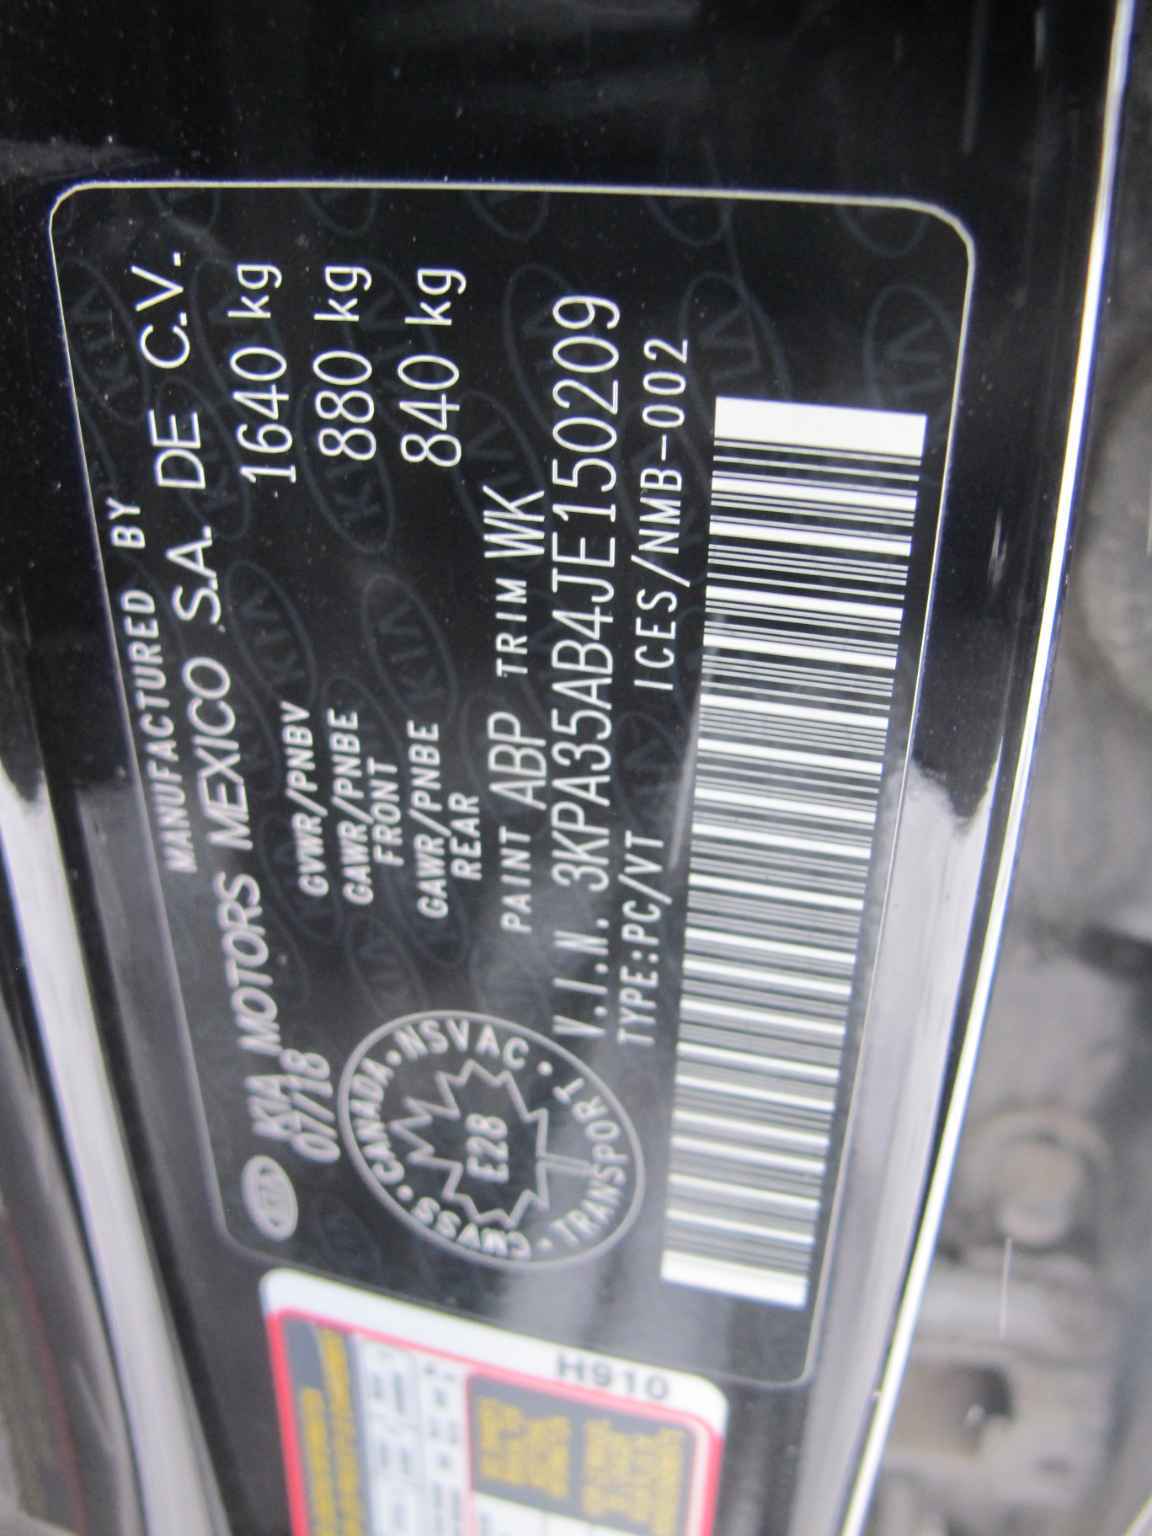 MANUFACTURED BY
KIA KIA MOTORS MEXICO S.A. DE C.V.
07/18
GVWR/PNBV 1640 kg
GAWR/PNBE FRONT 880 kg
GAWR/PNBE REAR 840 kg
CANADA • NSVAC • TRANSPORT • CMVSS •
E28
PAINT ABP TRIM WK
V.I.N. 3KPA35AB4JE150209
TYPE:PC/VT ICES/NMB-002
HS10